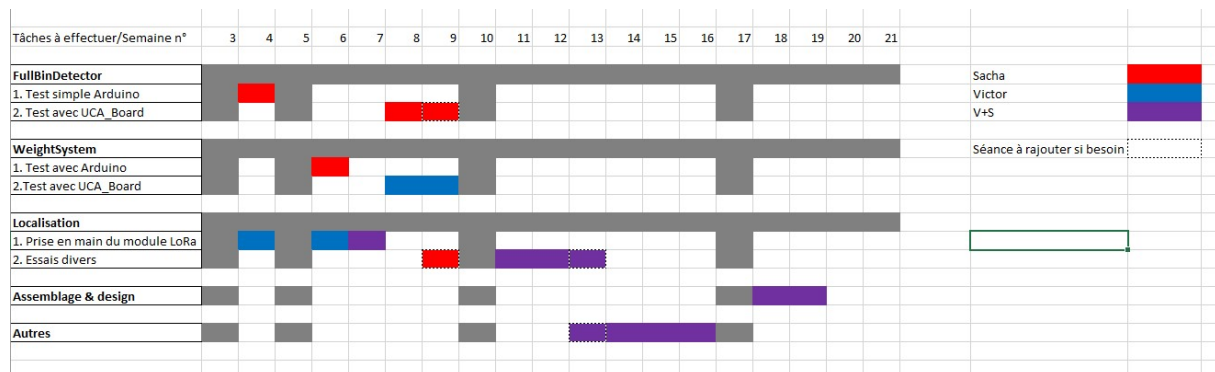 Tâches à effectuer/Semaine n° 3 4 5 6 7 8 9 10 11 12 13 14 15 16 17 18 19 20 21
FullBinDetector Sacha
1. Test simple Arduino Victor
2. Test avec UCA_Board V+S
WeightSystem Séance à rajouter si besoin
1. Test avec Arduino
2.Test avec UCA_Board
Localisation
1. Prise en main du module LoRa
2. Essais divers
Assemblage & design
Autres